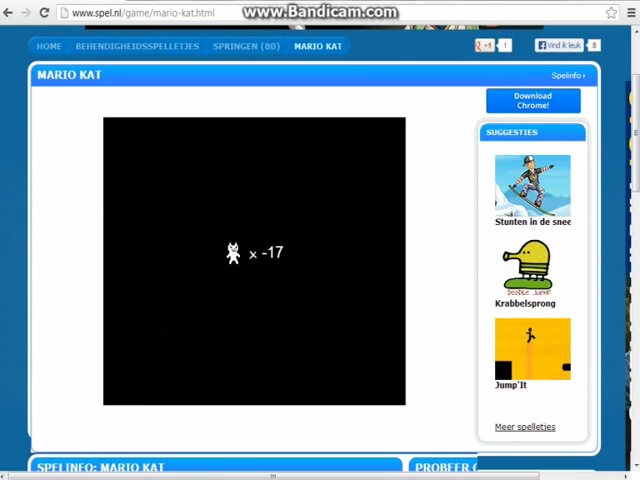 www.Bandicam.com
www.spel.nl/game/mario-kat.html
HOME BEHENDIGHEIDSSPELLETJES SPRINGEN (80) MARIO KAT
+1 1 Vind ik leuk 8
MARIO KAT
Spelinfo
Download
Chrome!
SUGGESTIES
Stunten in de snee
DOODLE JUMP
Krabbelsprong
Jump'It
Meer spelletjes
x -17
SPELINFO: MARIO KAT
PROBEER O